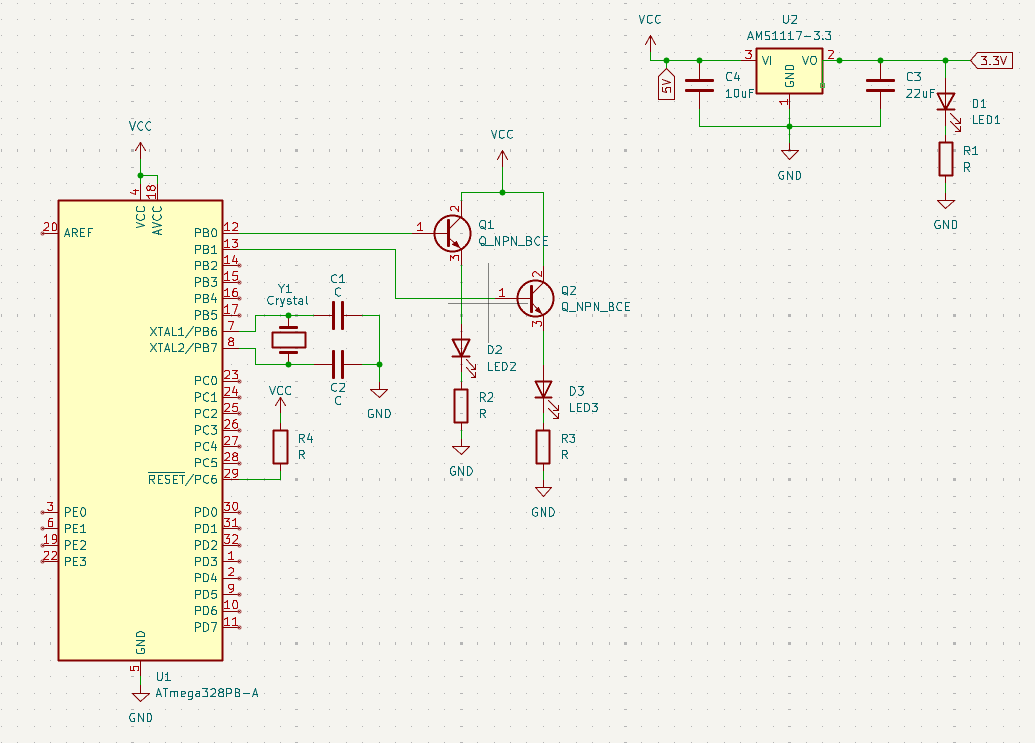 VCC
U2
AMS1117-3.3
3
VI
VO
2
GND
1
3.3V
5V
C4
10uF
C3
22uF
D1
LED1
R1
R
GND
GND
VCC
4
18
VCC
AVCC
20
AREF
PB0
12
PB1
13
PB2
14
PB3
15
PB4
16
PB5
17
XTAL1/PB6
7
XTAL2/PB7
8
PC0
23
PC1
24
PC2
25
PC3
26
PC4
27
PC5
28
RESET/PC6
29
3
PE0
6
PE1
19
PE2
22
PE3
PD0
30
PD1
31
PD2
32
PD3
1
PD4
2
PD5
9
PD6
10
PD7
11
GND
5
U1
ATmega328PB-A
GND
Y1
Crystal
C1
C
C2
C
GND
VCC
R4
R
VCC
1
2
3
Q1
Q_NPN_BCE
1
2
3
Q2
Q_NPN_BCE
D2
LED2
R2
R
GND
D3
LED3
R3
R
GND